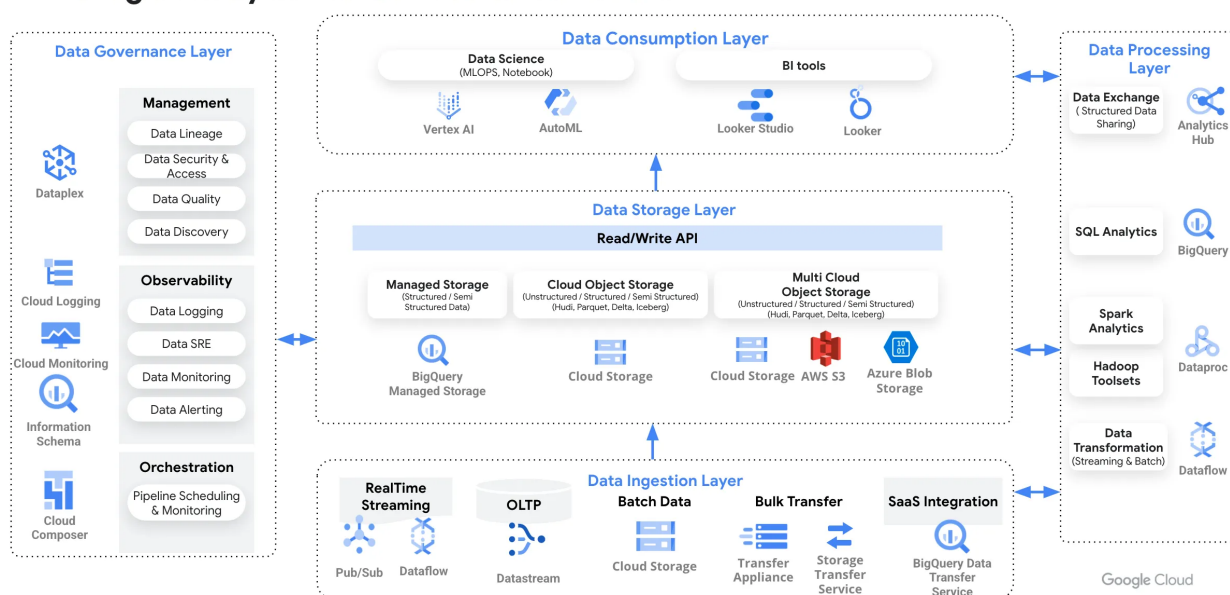 Data Governance Layer
Management
Data Lineage
Data Security &
Access
Data Quality
Data Discovery
Dataplex
Observability
Data Logging
Data SRE
Data Monitoring
Data Alerting
Cloud Logging
Cloud Monitoring
Information
Schema
Orchestration
Pipeline Scheduling
& Monitoring
Cloud
Composer
Data Consumption Layer
Data Science
(MLOPS, Notebook)
BI tools
Vertex AI
AutoML
Looker Studio
Looker
Data Storage Layer
Read/Write API
Managed Storage
(Structured / Semi
Structured Data)
Cloud Object Storage
(Unstructured / Structured / Semi Structured)
(Hudi, Parquet, Delta, Iceberg)
Multi Cloud
Object Storage
(Unstructured / Structured / Semi Structured)
(Hudi, Parquet, Delta, Iceberg)
BigQuery
Managed Storage
Cloud Storage
Cloud Storage
AWS S3
10
01
Azure Blob
Storage
Data Ingestion Layer
RealTime
Streaming
OLTP
Batch Data
Bulk Transfer
SaaS Integration
Pub/Sub
Dataflow
Datastream
Cloud Storage
Transfer
Appliance
Storage
Transfer
Service
BigQuery Data
Transfer
Service
Data Processing
Layer
Data Exchange
( Structured Data
Sharing)
Analytics
Hub
SQL Analytics
BigQuery
Spark
Analytics
Hadoop
Toolsets
Dataproc
Data
Transformation
(Streaming & Batch)
Dataflow
Google Cloud